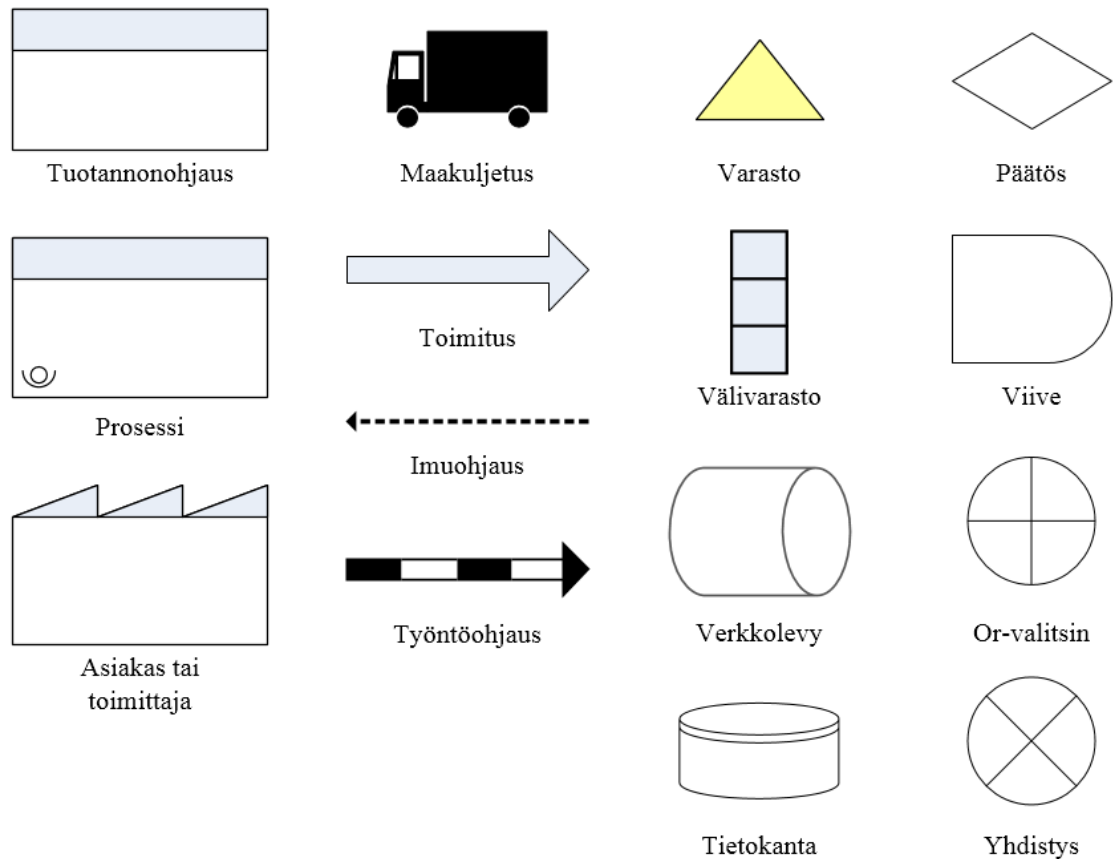 Tuotannonohjaus
Maakuljetus
Varasto
Päätös
Prosessi
Toimitus
Välivarasto
Viive
Imuohjaus
Asiakas tai
toimittaja
Työntöohjaus
Verkkolevy
Or-valitsin
Tietokanta
Yhdistys